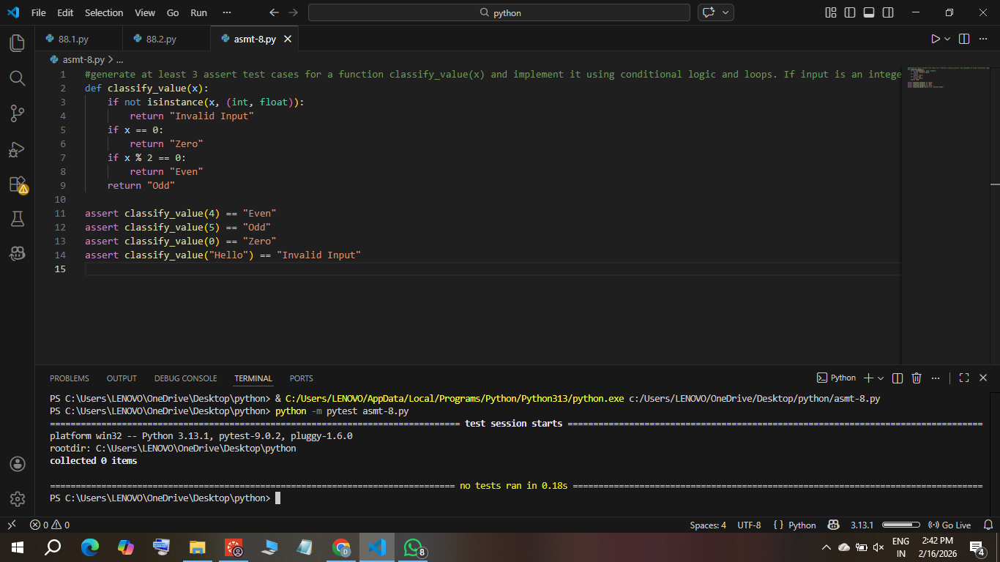 File Edit Selection View Go Run ··· python
88.1.py 88.2.py asmt-8.py
asmt-8.py > ...
1 #generate at least 3 assert test cases for a function classify_value(x) and implement it using conditional logic and loops. If input is an intege
2 def classify_value(x):
3 if not isinstance(x, (int, float)):
4 return "Invalid Input"
5 if x == 0:
6 return "Zero"
7 if x % 2 == 0:
8 return "Even"
9 return "Odd"
10
11 assert classify_value(4) == "Even"
12 assert classify_value(5) == "Odd"
13 assert classify_value(0) == "Zero"
14 assert classify_value("Hello") == "Invalid Input"
15
PROBLEMS OUTPUT DEBUG CONSOLE TERMINAL PORTS Python
PS C:\Users\LENOVO\OneDrive\Desktop\python> & C:/Users/LENOVO/AppData/Local/Programs/Python/Python313/python.exe c:/Users/LENOVO/OneDrive/Desktop/python/asmt-8.py
PS C:\Users\LENOVO\OneDrive\Desktop\python> python -m pytest asmt-8.py
test session starts
platform win32 -- Python 3.13.1, pytest-9.0.2, pluggy-1.6.0
rootdir: C:\Users\LENOVO\OneDrive\Desktop\python
collected 0 items
no tests ran in 0.18s
PS C:\Users\LENOVO\OneDrive\Desktop\python>
0 0 Spaces: 4 UTF-8 { } Python 3.13.1 Go Live
8 ENG IN 2:42 PM 2/16/2026 4